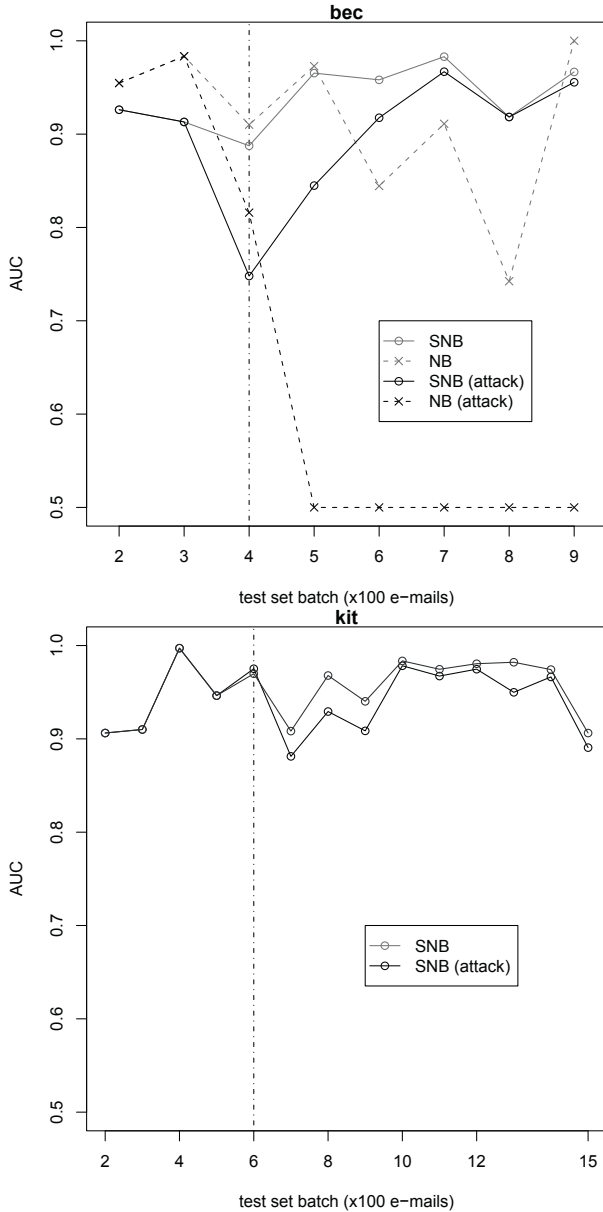 bec
1.0
0.9
0.8
0.7
0.6
0.5
AUC
SNB
NB
SNB (attack)
NB (attack)
2 3 4 5 6 7 8 9
test set batch (x100 e−mails)
kit
1.0
0.9
0.8
0.7
0.6
0.5
AUC
SNB
SNB (attack)
2 4 6 8 10 12 15
test set batch (x100 e−mails)